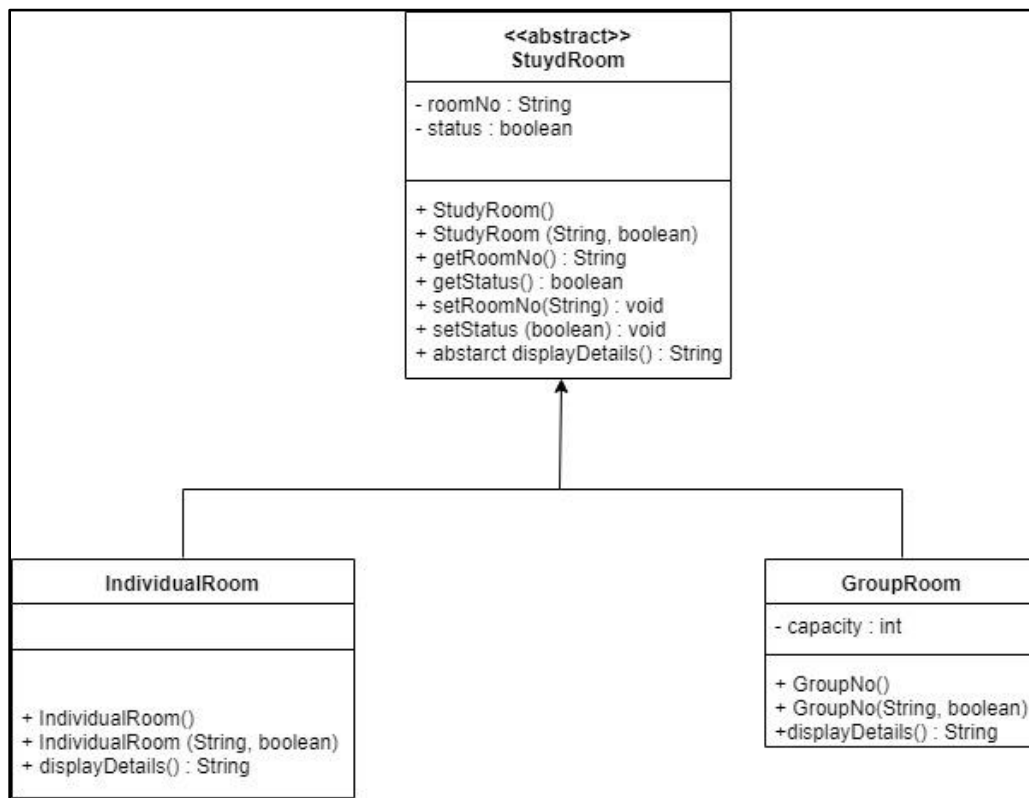 <<abstract>>
StuydRoom
- roomNo : String
- status : boolean
+ StudyRoom()
+ StudyRoom (String, boolean)
+ getRoomNo() : String
+ getStatus() : boolean
+ setRoomNo(String) : void
+ setStatus (boolean) : void
+ abstarct displayDetails() : String
IndividualRoom
+ IndividualRoom()
+ IndividualRoom (String, boolean)
+ displayDetails() : String
GroupRoom
- capacity : int
+ GroupNo()
+ GroupNo(String, boolean)
+displayDetails() : String